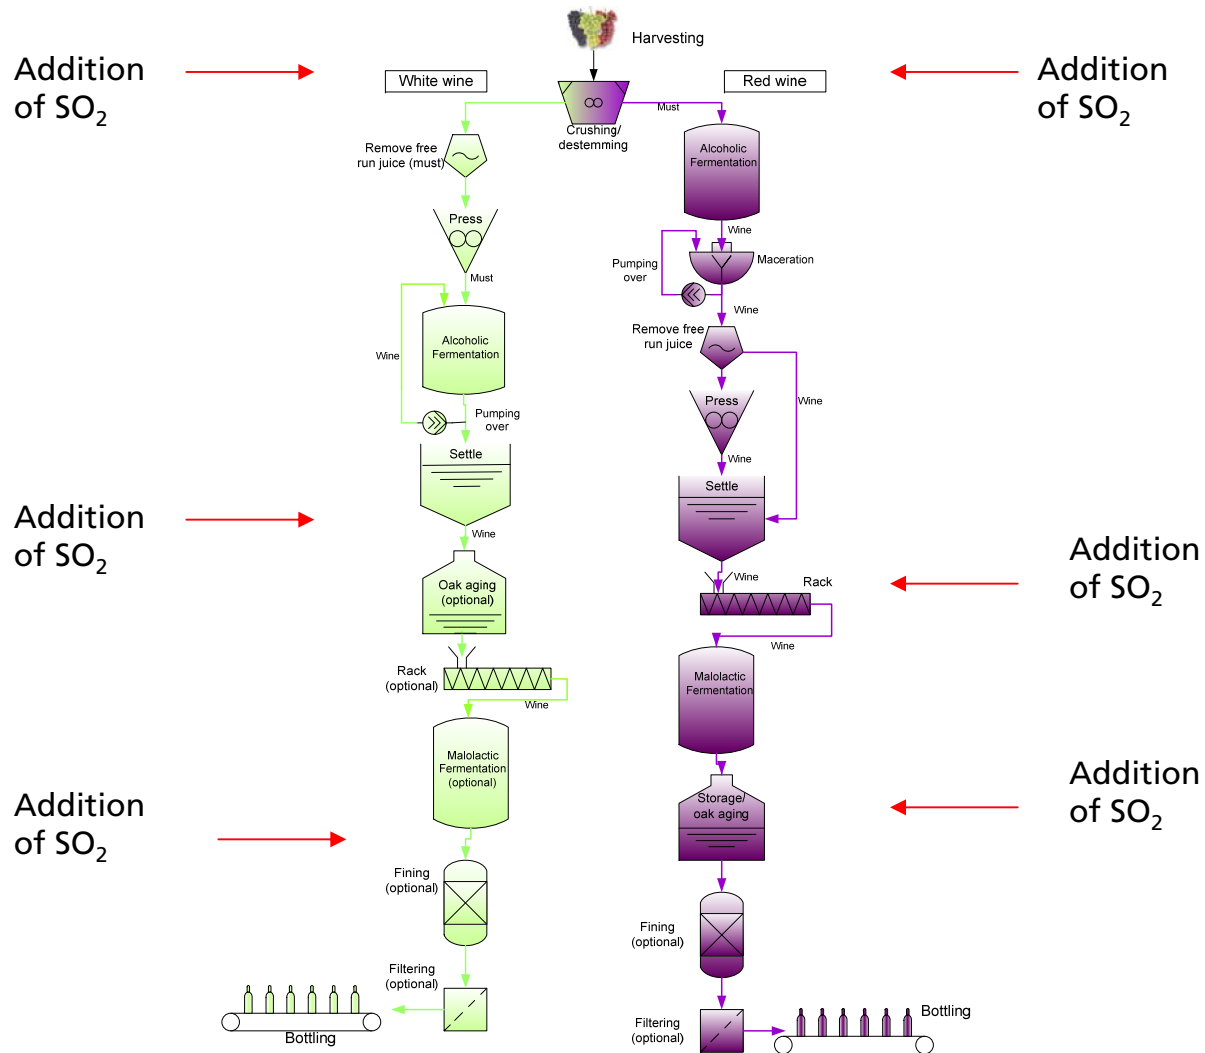 Harvesting
Addition
of SO₂
White wine
Red wine
Addition
of SO₂
Must
Crushing/
destemming
Remove free
run juice (must)
Alcoholic
Fermentation
Press
Wine
Pumping
over
Maceration
Must
Wine
Remove free
run juice
Alcoholic
Fermentation
Wine
Press
Wine
Pumping
over
Wine
Settle
Settle
Addition
of SO₂
Wine
Addition
of SO₂
Oak aging
(optional)
Wine
Rack
Wine
Rack
(optional)
Wine
Malolactic
Fermentation
Malolactic
Fermentation
(optional)
Addition
of SO₂
Addition
of SO₂
Storage/
oak aging
Fining
(optional)
Fining
(optional)
Filtering
(optional)
Bottling
Filtering
(optional)
Bottling